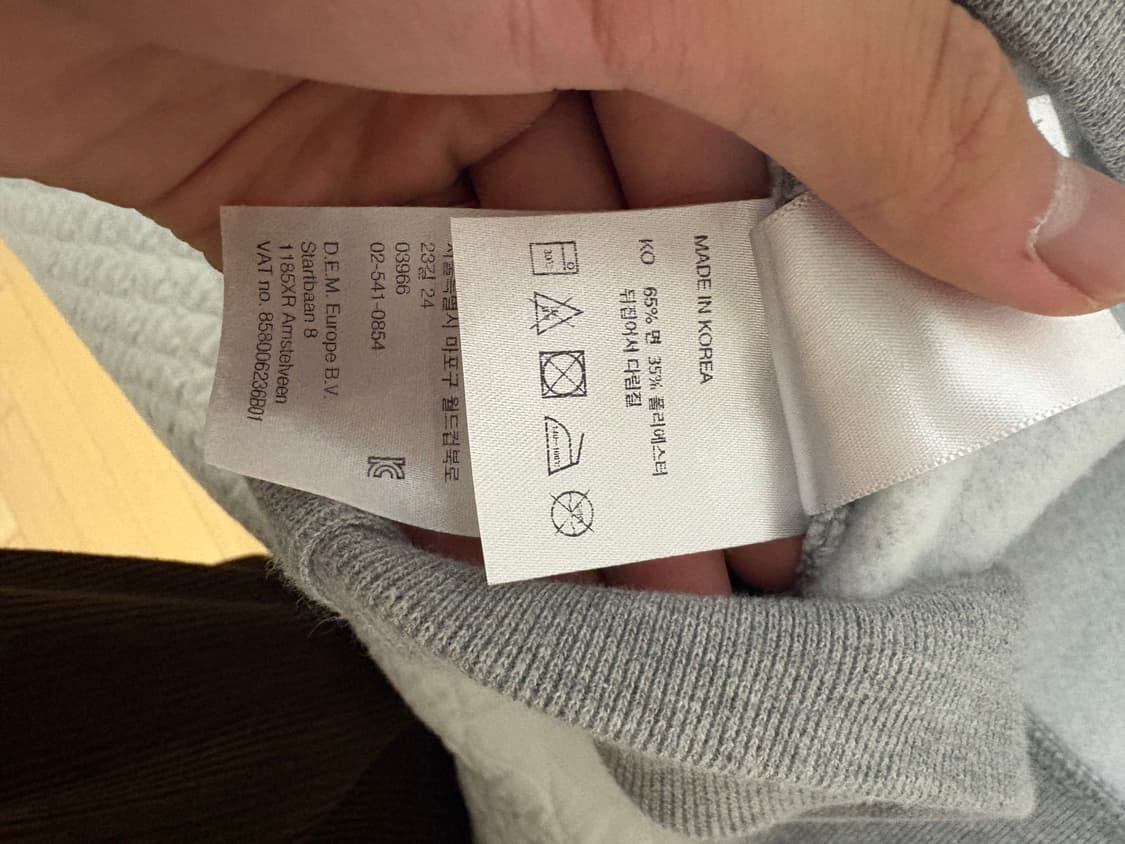 MADE IN KOREA
KO 65% 면 35% 폴리에스터
뒤집어서 다림질
30℃
140~160℃
서울특별시 마포구 월드컵북로
23길 24
03966
02-541-0854
D.E.M. Europe B.V.
Startbaan 8
1185XR Amstelveen
VAT no. 858006236B01